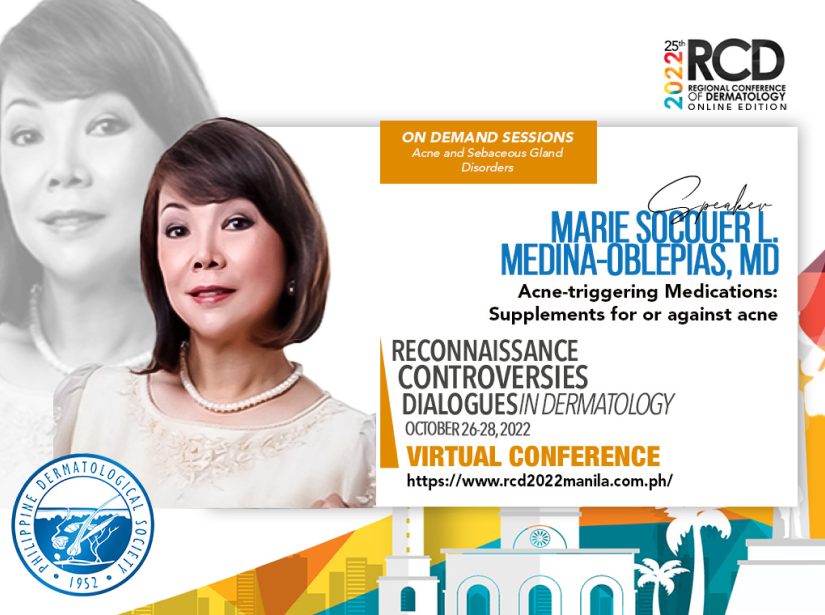 25th
2022
RCD
REGIONAL CONFERENCE
OF DERMATOLOGY
ONLINE EDITION
ON DEMAND SESSIONS
Acne and Sebaceous Gland
Disorders
Speaker
MARIE SOCOUER L.
MEDINA-OBLEPIAS, MD
Acne-triggering Medications:
Supplements for or against acne
RECONNAISSANCE
CONTROVERSIES
DIALOGUES IN DERMATOLOGY
OCTOBER 26-28, 2022
VIRTUAL CONFERENCE
https://www.rcd2022manila.com.ph/
PHILIPPINE DERMATOLOGICAL SOCIETY
• 1952 •